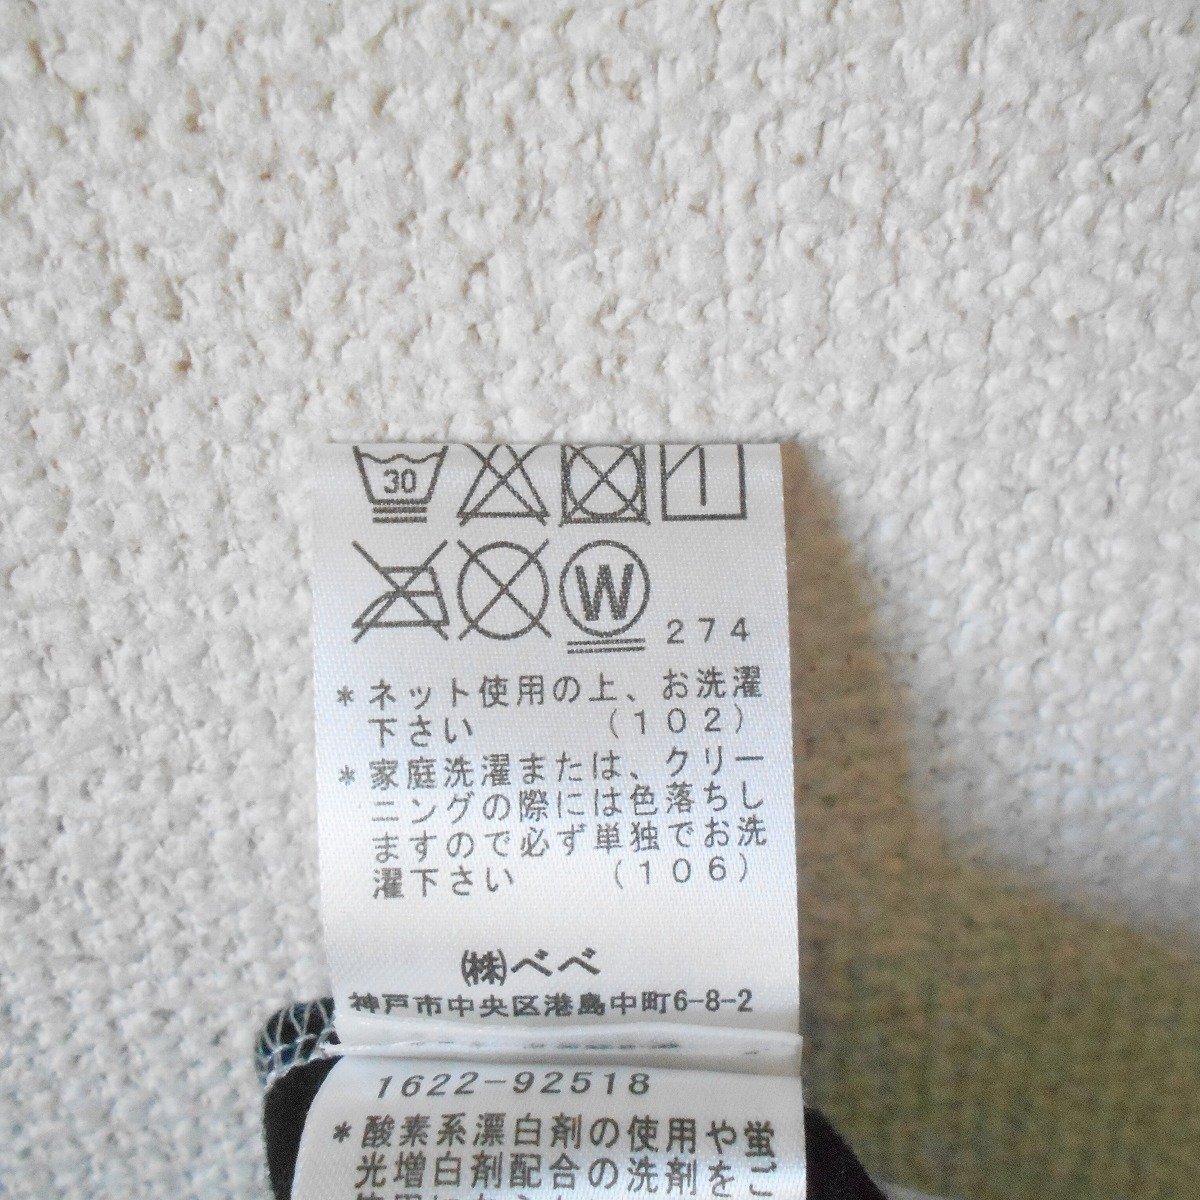 30
W 274
＊ネット使用の上、お洗濯
下さい （102）
＊家庭洗濯または、クリー
ニングの際には色落ちし
ますので必ず単独でお洗
濯下さい （106）
㈱べべ
神戸市中央区港島中町6-8-2
1622-92518
＊酸素系漂白剤の使用や蛍
光増白剤配合の洗剤をご